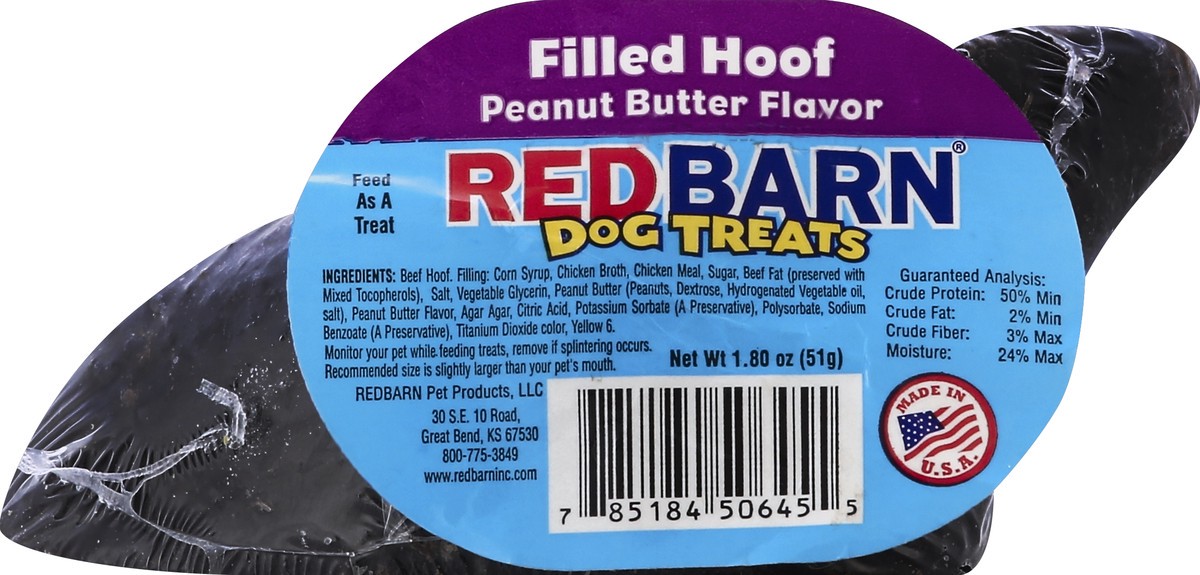 Filled Hoof
Peanut Butter Flavor
Feed
As A
Treat
REDBARN®
DOG TREATS
INGREDIENTS: Beef Hoof. Filling: Corn Syrup, Chicken Broth, Chicken Meal, Sugar, Beef Fat (preserved with
Mixed Tocopherols), Salt, Vegetable Glycerin, Peanut Butter (Peanuts, Dextrose, Hydrogenated Vegetable oil,
salt), Peanut Butter Flavor, Agar Agar, Citric Acid, Potassium Sorbate (A Preservative), Polysorbate, Sodium
Benzoate (A Preservative), Titanium Dioxide color, Yellow 6.
Monitor your pet while feeding treats, remove if splintering occurs.
Recommended size is slightly larger than your pet's mouth.
Net Wt 1.80 oz (51g)
Guaranteed Analysis:
Crude Protein: 50% Min
Crude Fat: 2% Min
Crude Fiber: 3% Max
Moisture: 24% Max
REDBARN Pet Products, LLC
30 S.E. 10 Road,
Great Bend, KS 67530
800-775-3849
www.redbarninc.com
7 85184 50645 5
MADE IN
U.S.A.